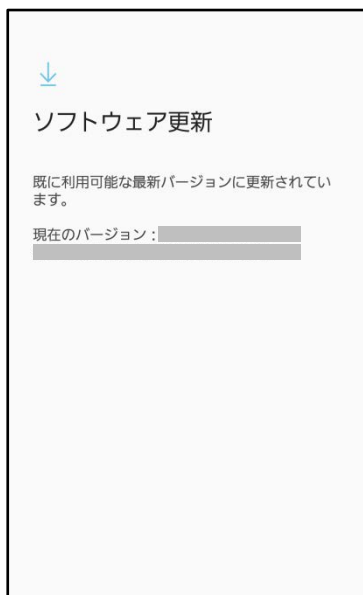 ソフトウェア更新
既に利用可能な最新バージョンに更新されてい
ます。
現在のバージョン：